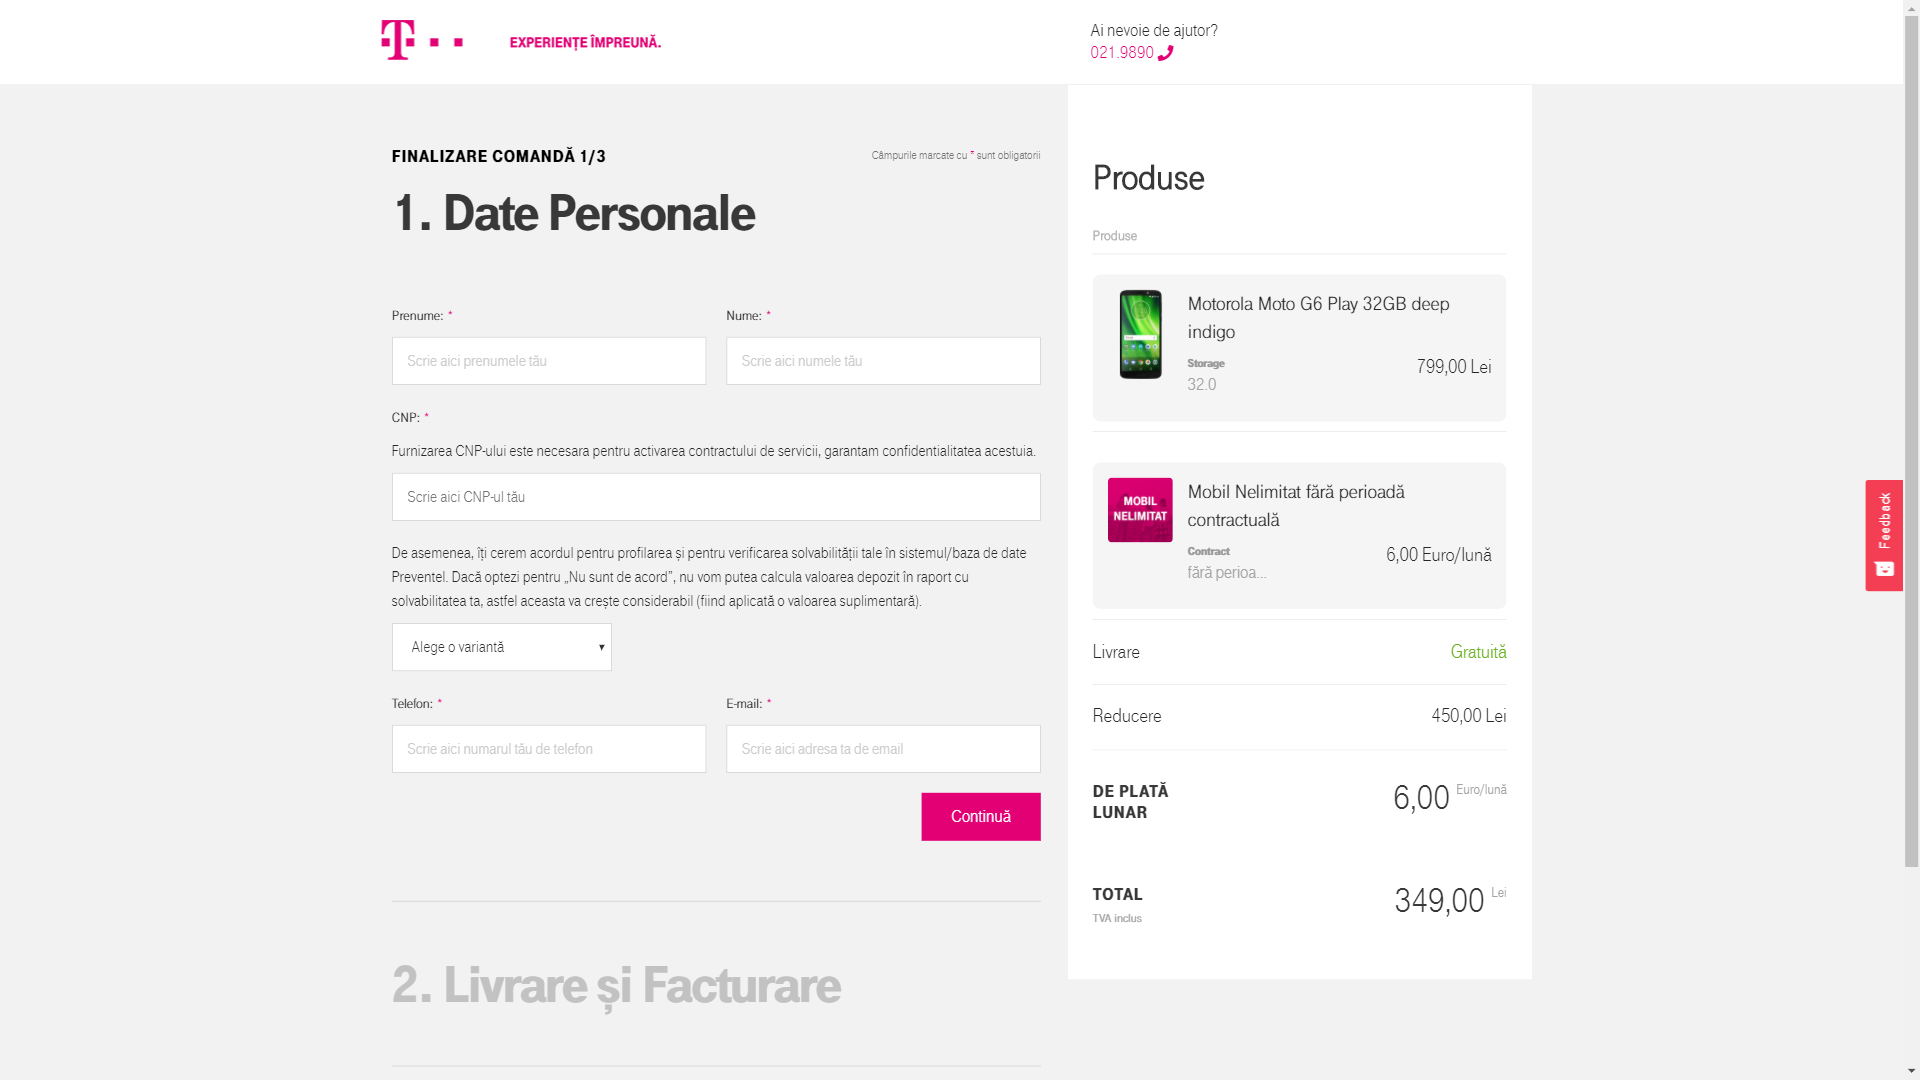 T
EXPERIENȚE ÎMPREUNĂ.
Ai nevoie de ajutor?
021.9890
FINALIZARE COMANDĂ 1/3
Câmpurile marcate cu * sunt obligatorii
1. Date Personale
Prenume: *
Nume: *
Scrie aici prenumele tău
Scrie aici numele tău
CNP: *
Furnizarea CNP-ului este necesara pentru activarea contractului de servicii, garantam confidentialitatea acestuia.
Scrie aici CNP-ul tău
De asemenea, îți cerem acordul pentru profilarea și pentru verificarea solvabilității tale în sistemul/baza de date
Preventel. Dacă optezi pentru „Nu sunt de acord”, nu vom putea calcula valoarea depozit în raport cu
solvabilitatea ta, astfel aceasta va crește considerabil (fiind aplicată o valoarea suplimentară).
Alege o variantă
Telefon: *
E-mail: *
Scrie aici numarul tău de telefon
Scrie aici adresa ta de email
Continuă
2. Livrare și Facturare
Produse
Produse
Motorola Moto G6 Play 32GB deep
indigo
Storage
32.0
799,00 Lei
MOBIL
NELIMITAT
Mobil Nelimitat fără perioadă
contractuală
Contract
fără perioa...
6,00 Euro/lună
Livrare
Gratuită
Reducere
450,00 Lei
DE PLATĂ
LUNAR
6,00 Euro/lună
TOTAL
TVA inclus
349,00 Lei
Feedback